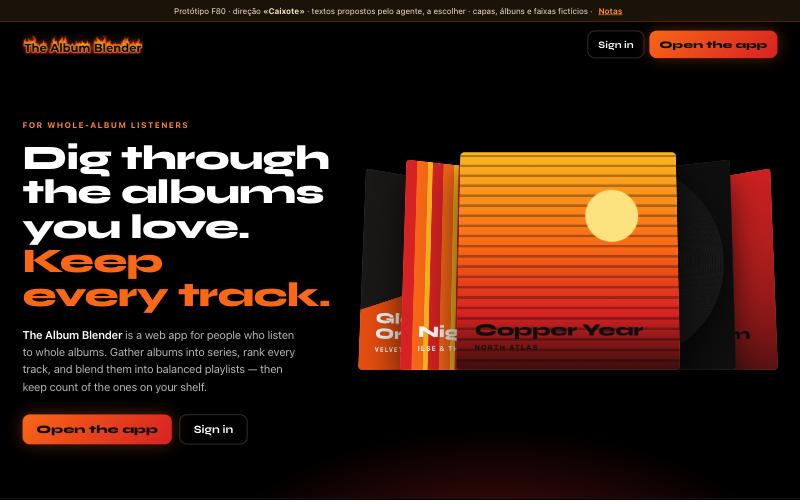 Protótipo F80 · direção «Caixote» · textos propostos pelo agente, a escolher · capas, álbuns e faixas fictícios · Notas
The Album Blender
Sign in
Open the app
FOR WHOLE-ALBUM LISTENERS
Dig through
the albums
you love.
Keep
every track.
The Album Blender is a web app for people who listen
to whole albums. Gather albums into series, rank every
track, and blend them into balanced playlists — then
keep count of the ones on your shelf.
Open the app
Sign in
Copper Year
NORTH ATLAS